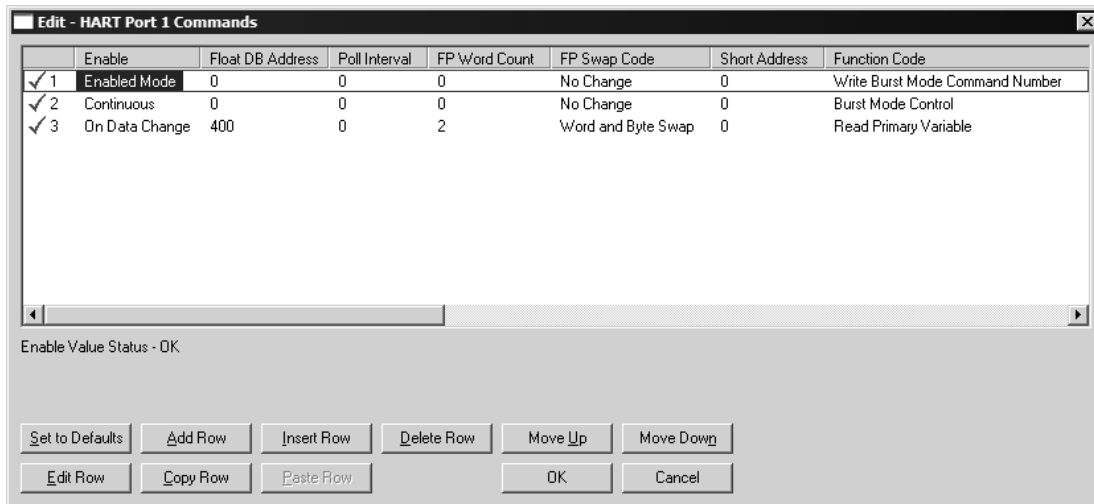 Edit - HART Port 1 Commands
Enable Float DB Address Poll Interval FP Word Count FP Swap Code Short Address Function Code
1 Enabled Mode 0 0 0 No Change 0 Write Burst Mode Command Number
2 Continuous 0 0 0 No Change 0 Burst Mode Control
3 On Data Change 400 0 2 Word and Byte Swap 0 Read Primary Variable
Enable Value Status - OK
Set to Defaults Add Row Insert Row Delete Row Move Up Move Down
Edit Row Copy Row Paste Row OK Cancel